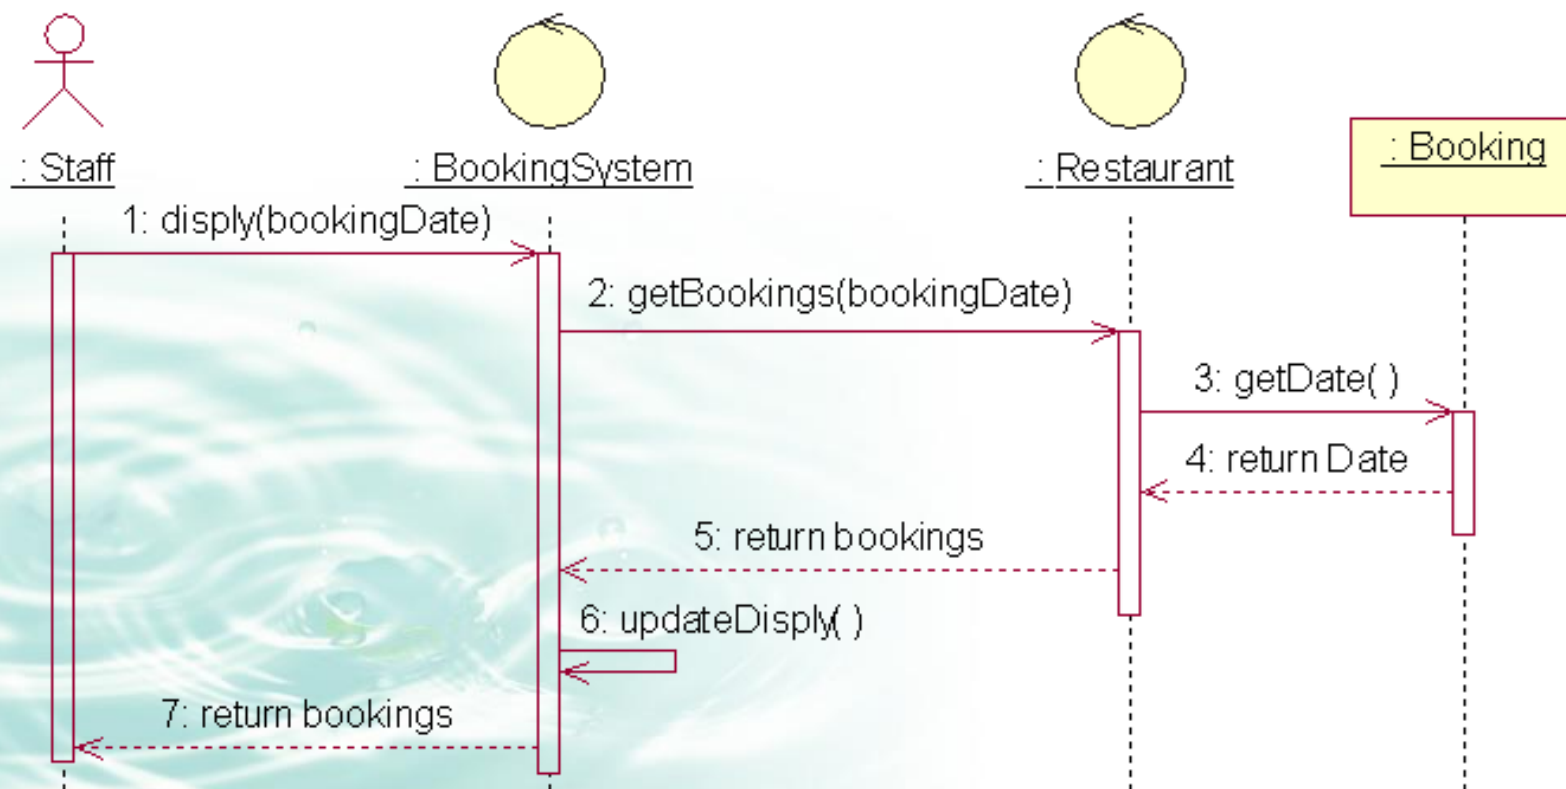 : Staff
: BookingSystem
: Restaurant
: Booking
1: disply(bookingDate)
2: getBookings(bookingDate)
3: getDate( )
4: return Date
5: return bookings
6: updateDisply( )
7: return bookings